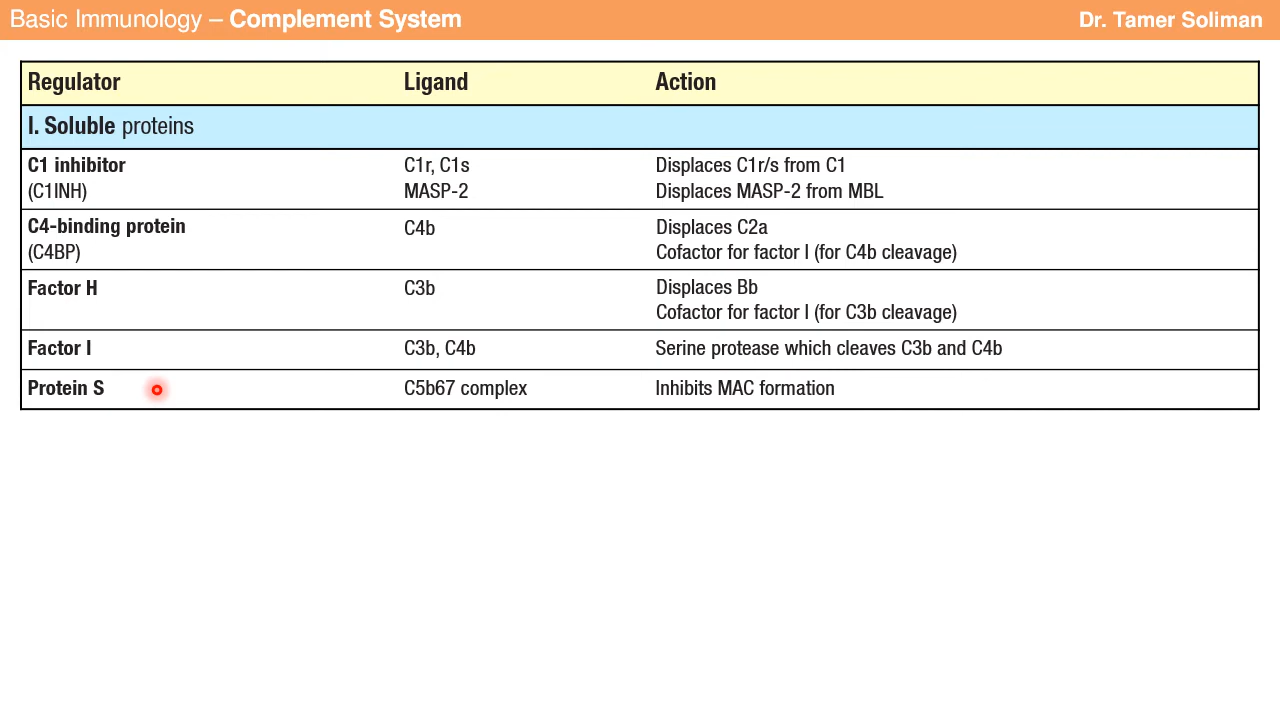 Basic Immunology – Complement System
Dr. Tamer Soliman
Regulator Ligand Action
I. Soluble proteins
C1 inhibitor C1r, C1s Displaces C1r/s from C1
(C1INH) MASP-2 Displaces MASP-2 from MBL
C4-binding protein C4b Displaces C2a
(C4BP) Cofactor for factor I (for C4b cleavage)
Factor H C3b Displaces Bb
Cofactor for factor I (for C3b cleavage)
Factor I C3b, C4b Serine protease which cleaves C3b and C4b
Protein S C5b67 complex Inhibits MAC formation